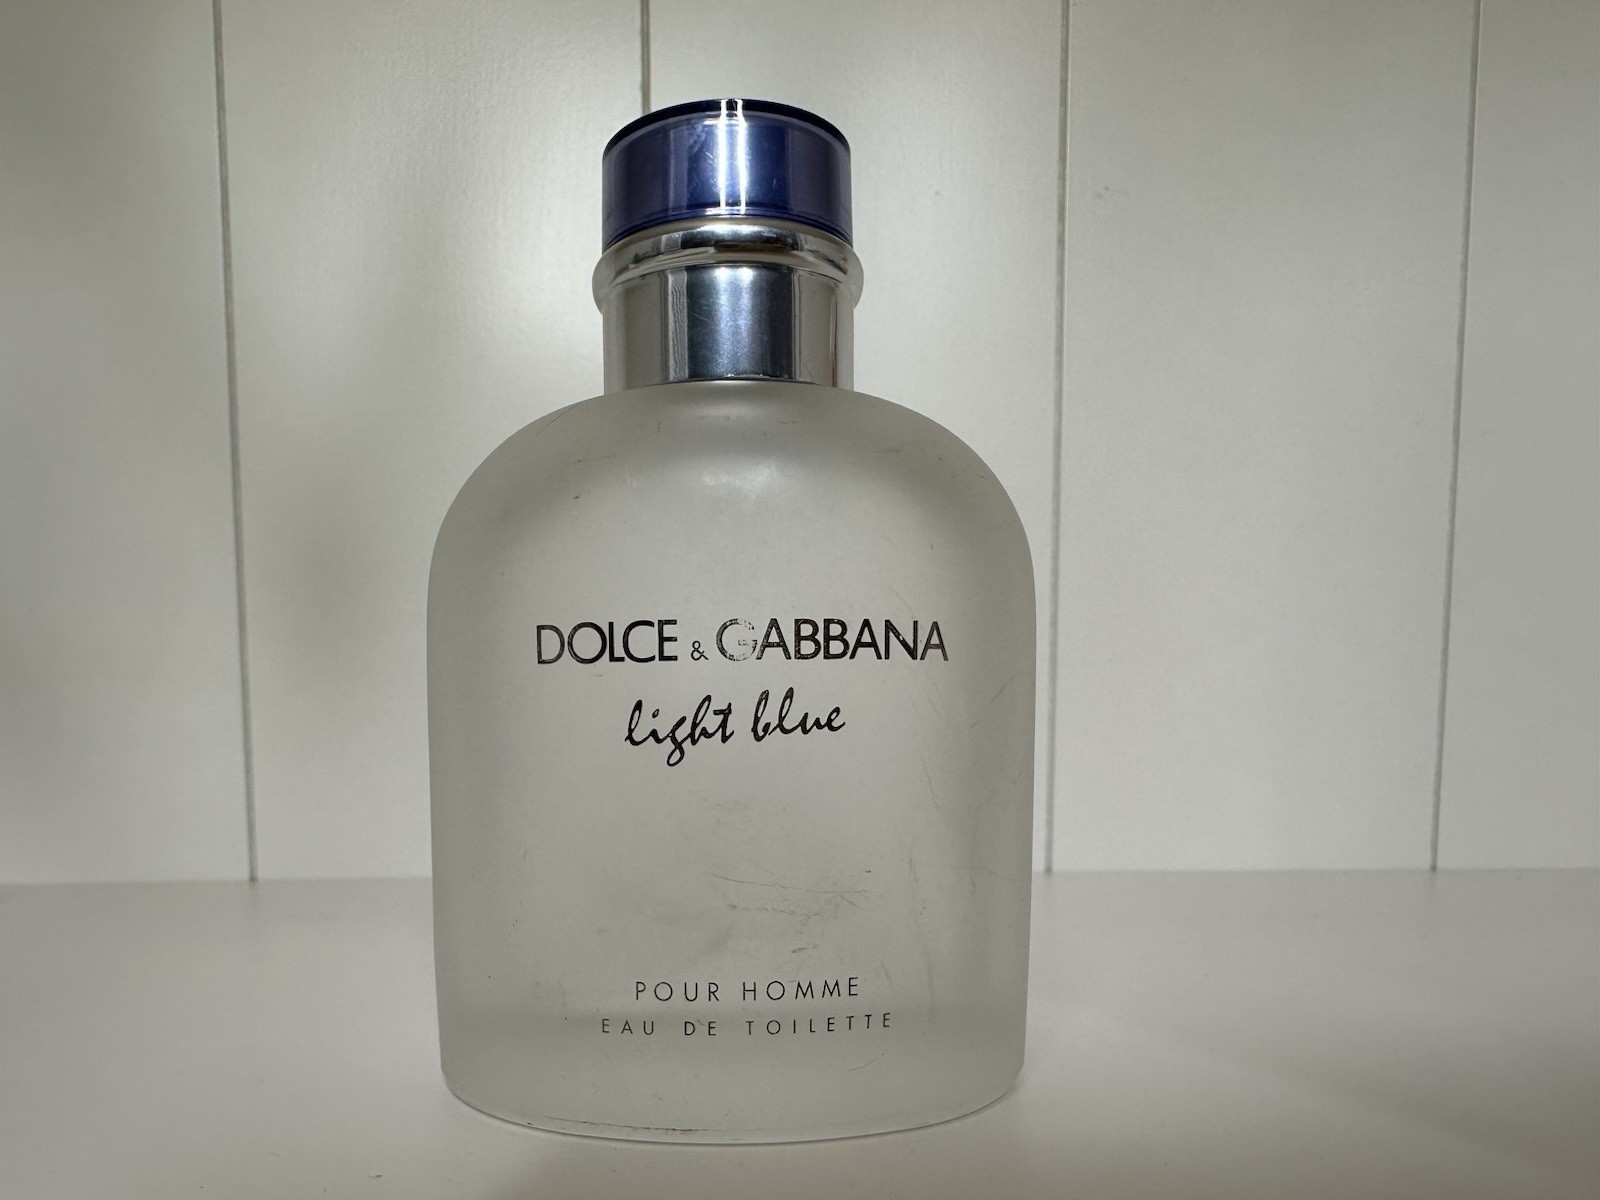 DOLCE & GABBANA
light blue
POUR HOMME
EAU DE TOILETTE